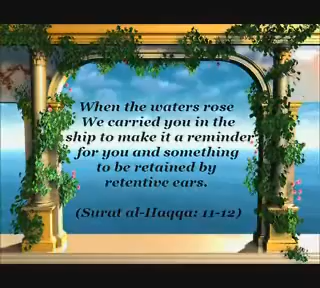 When the waters rose
We carried you in the
ship to make it a reminder
for you and something
to be retained by
retentive ears.
(Surat al-Haqqa: 11-12)